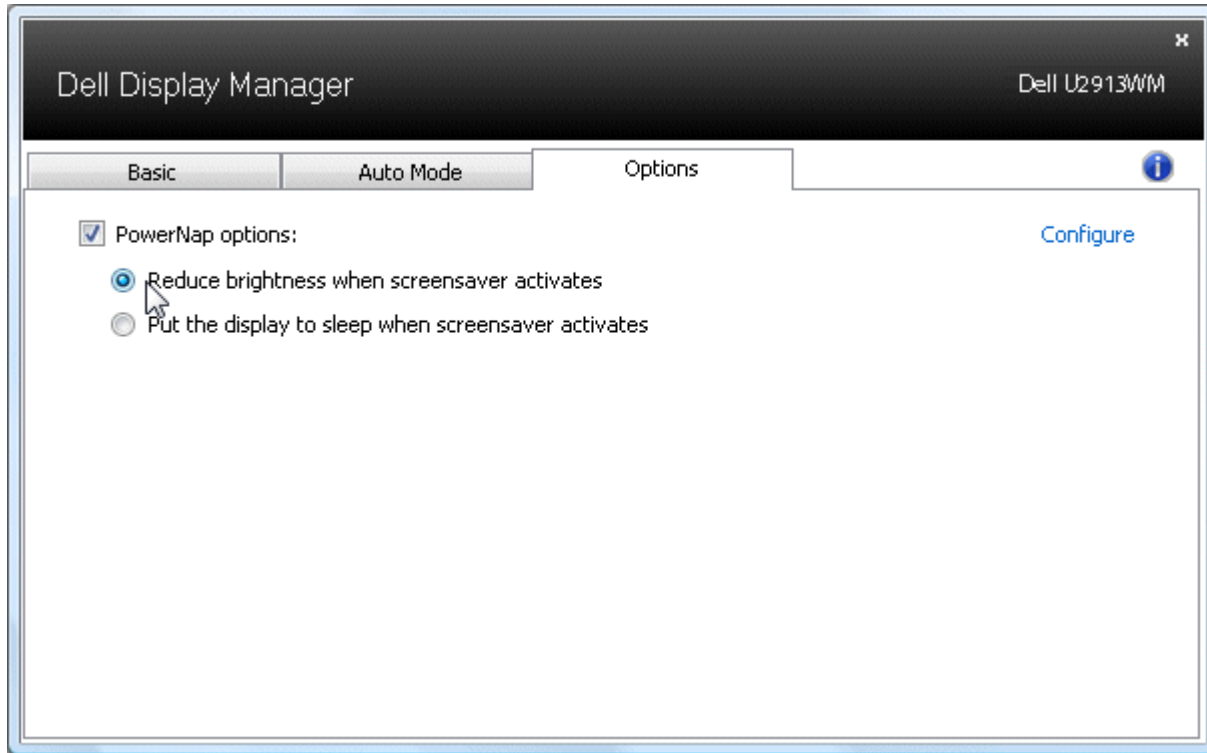 Dell Display Manager
Dell U2913WM
Basic
Auto Mode
Options
PowerNap options:
Configure
Reduce brightness when screensaver activates
Put the display to sleep when screensaver activates